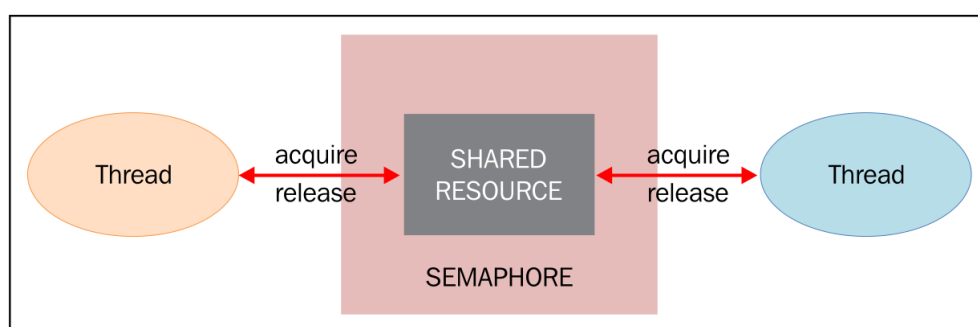 Thread
acquire
release
SHARED
RESOURCE
acquire
release
Thread
SEMAPHORE